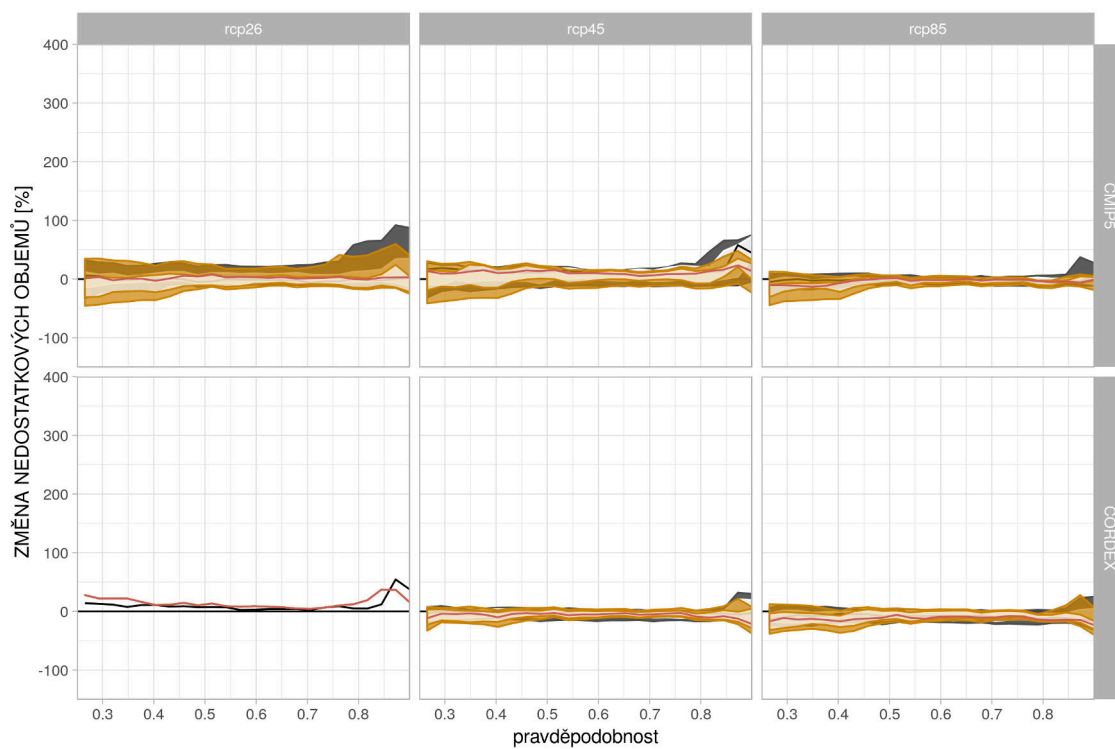 rcp26 rcp45 rcp85
400
300
200
100
0
-100
CMIP5
400
300
200
100
0
-100
CORDEX
ZMĚNA NEDOSTATKOVÝCH OBJEMŮ [%]
0.3 0.4 0.5 0.6 0.7 0.8 0.3 0.4 0.5 0.6 0.7 0.8 0.3 0.4 0.5 0.6 0.7 0.8
pravděpodobnost